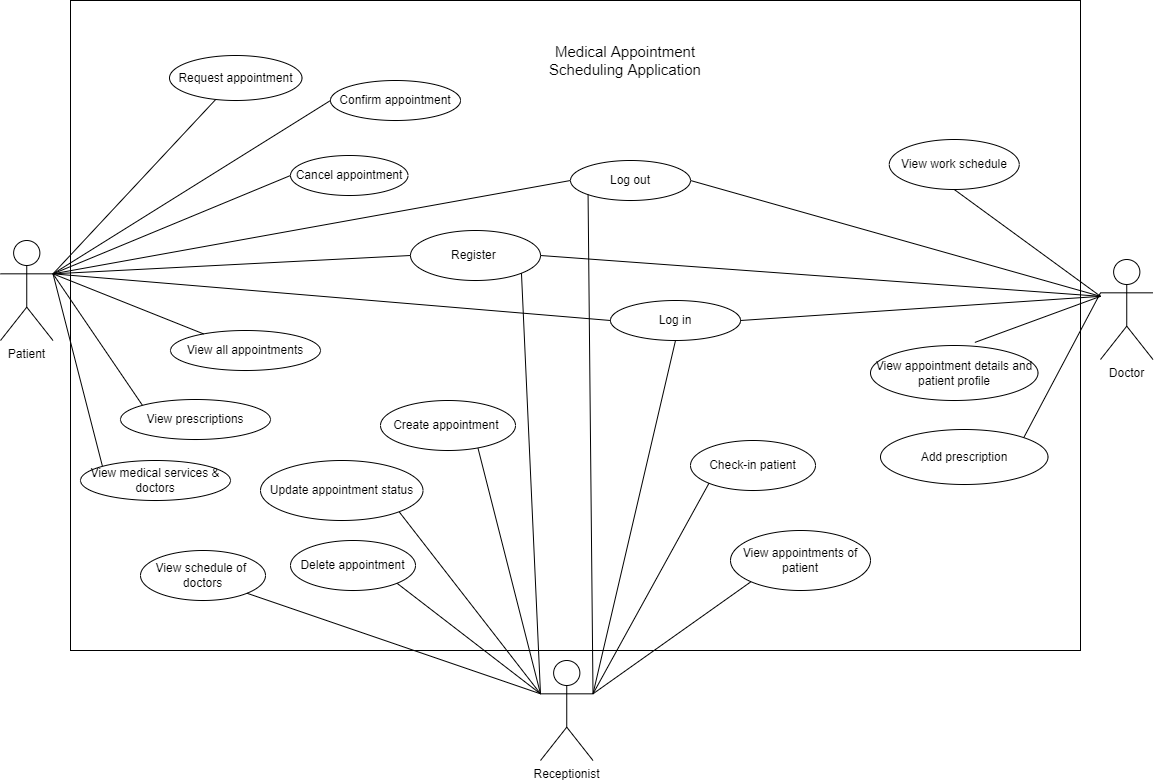 Medical Appointment
Scheduling Application
Request appointment
Confirm appointment
Cancel appointment
Log out
View work schedule
Register
Log in
Patient
View all appointments
View appointment details and
patient profile
Doctor
View prescriptions
Create appointment
Add prescription
Check-in patient
View medical services &
doctors
Update appointment status
View appointments of
patient
View schedule of
doctors
Delete appointment
Receptionist